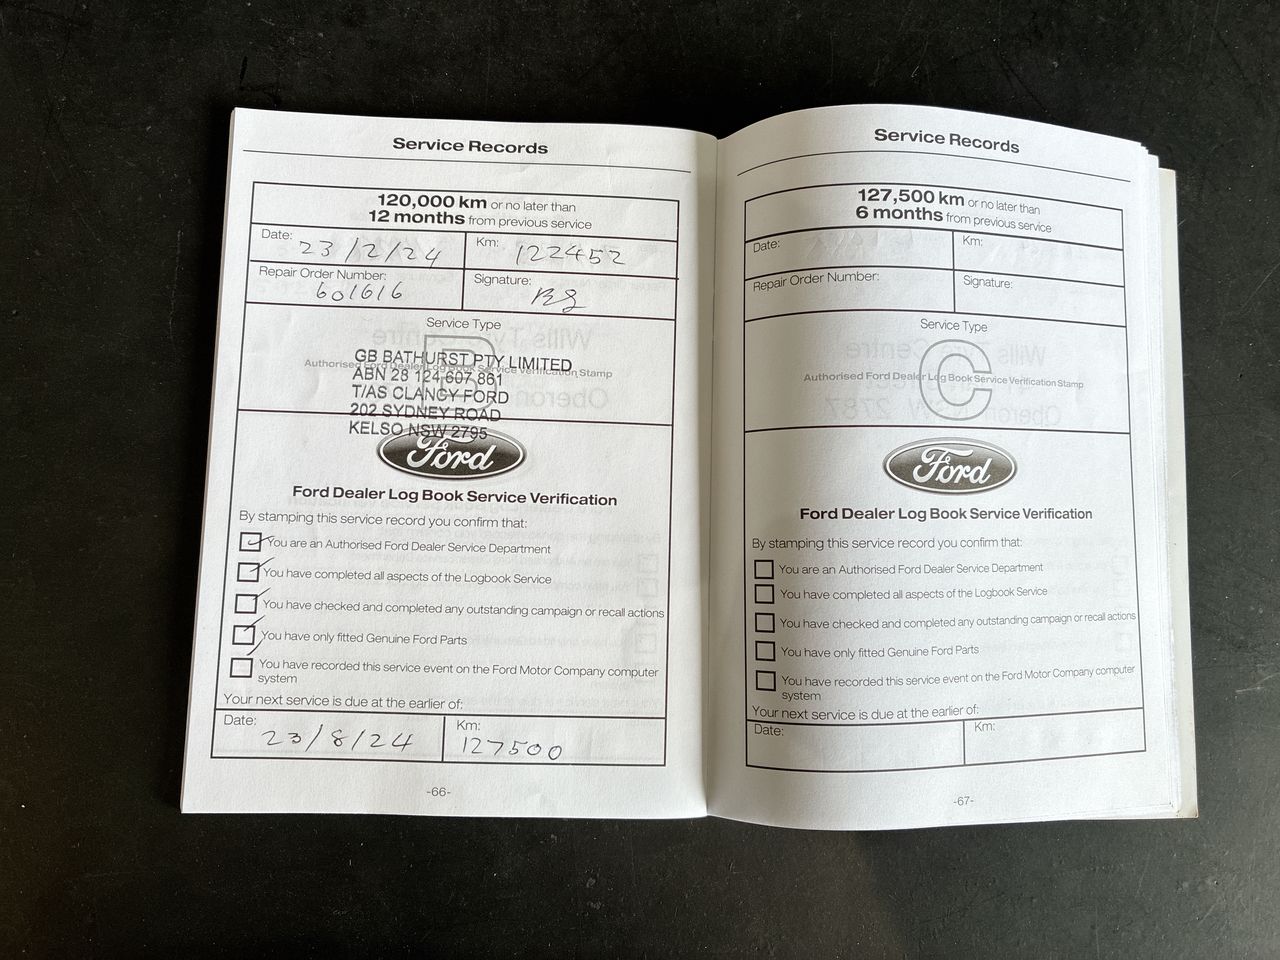 Service Records
120,000 km or no later than
12 months from previous service
Date:
23/2/24
Km:
122452
Repair Order Number:
601616
Signature:
Service Type
B
Authorised Ford Dealer Log Book Service Verification Stamp
GB BATHURST PTY LIMITED
ABN 28 124 607 861
T/AS CLANCY FORD
202 SYDNEY ROAD
KELSO NSW 2795
Ford
Ford Dealer Log Book Service Verification
By stamping this service record you confirm that:
You are an Authorised Ford Dealer Service Department
You have completed all aspects of the Logbook Service
You have checked and completed any outstanding campaign or recall actions
You have only fitted Genuine Ford Parts
You have recorded this service event on the Ford Motor Company computer
system
Your next service is due at the earlier of:
Date:
23/8/24
Km:
127500
-66-
Service Records
127,500 km or no later than
6 months from previous service
Date:
Km:
Repair Order Number:
Signature:
Service Type
C
Authorised Ford Dealer Log Book Service Verification Stamp
Ford
Ford Dealer Log Book Service Verification
By stamping this service record you confirm that:
You are an Authorised Ford Dealer Service Department
You have completed all aspects of the Logbook Service
You have checked and completed any outstanding campaign or recall actions
You have only fitted Genuine Ford Parts
You have recorded this service event on the Ford Motor Company computer
system
Your next service is due at the earlier of:
Date:
Km:
-67-